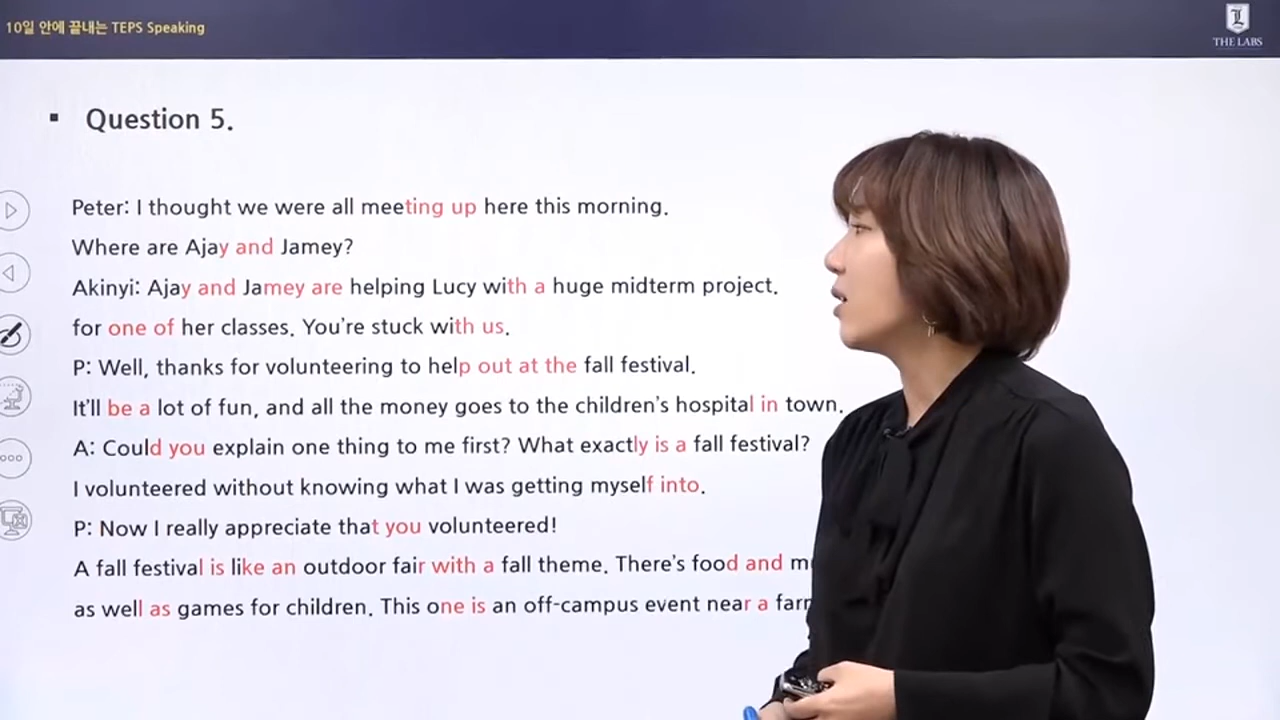 10일 안에 끝내는 TEPS Speaking
THE LABS
▪ Question 5.
Peter: I thought we were all meeting up here this morning.
Where are Ajay and Jamey?
Akinyi: Ajay and Jamey are helping Lucy with a huge midterm project.
for one of her classes. You're stuck with us.
P: Well, thanks for volunteering to help out at the fall festival.
It'll be a lot of fun, and all the money goes to the children's hospital in town.
A: Could you explain one thing to me first? What exactly is a fall festival?
I volunteered without knowing what I was getting myself into.
P: Now I really appreciate that you volunteered!
A fall festival is like an outdoor fair with a fall theme. There's food and
as well as games for children. This one is an off-campus event near a